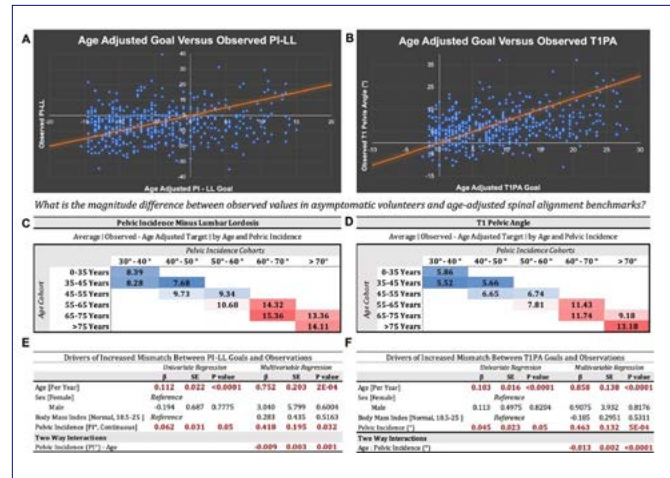 A
Age Adjusted Goal Versus Observed PI-LL
Observed PI-LL
Age Adjusted PI - LL Goal
B
Age Adjusted Goal Versus Observed T1PA
Observed T1 Pelvic Angle (°)
Age Adjusted T1PA Goal
What is the magnitude difference between observed values in asymptomatic volunteers and age-adjusted spinal alignment benchmarks?
C
Pelvic Incidence Minus Lumbar Lordosis
Average | Observed - Age Adjusted Target | by Age and Pelvic Incidence
Pelvic Incidence Cohorts
30°- 40° 40°- 50° 50°- 60° 60°- 70° > 70°
Age Cohort
0-35 Years 8.39
35-45 Years 8.28 7.68
45-55 Years 9.73 9.34
55-65 Years 10.68 14.32
65-75 Years 15.36 13.36
>75 Years 14.11
D
T1 Pelvic Angle
Average | Observed - Age Adjusted Target | by Age and Pelvic Incidence
Pelvic Incidence Cohorts
30°- 40° 40°- 50° 50°- 60° 60°- 70° > 70°
Age Cohort
0-35 Years 5.86
35-45 Years 5.52 5.66
45-55 Years 6.65 6.74
55-65 Years 7.81 11.43
65-75 Years 11.74 9.18
>75 Years 13.18
E
Drivers of Increased Mismatch Between PI-LL Goals and Observations
Univariate Regression Multivariable Regression
β SE P value β SE P value
Age [Per Year] 0.112 0.022 <0.0001 0.752 0.203 2E-04
Sex [Female] Reference
Male -0.194 0.687 0.7775 3.040 5.799 0.6004
Body Mass Index [Normal, 18.5-25 ] Reference 0.283 0.435 0.5163
Pelvic Incidence [PI°, Continuous] 0.062 0.031 0.05 0.418 0.195 0.032
Two Way Interactions
Pelvic Incidence (PI°) - Age -0.009 0.003 0.001
F
Drivers of Increased Mismatch Between T1PA Goals and Observations
Univariate Regression Multivariable Regression
β SE P value β SE P value
Age [Per Year] 0.103 0.016 <0.0001 0.858 0.138 <0.0001
Sex [Female] Reference
Male 0.113 0.4975 0.8204 0.9075 3.932 0.8176
Body Mass Index [Normal, 18.5-25 ] -0.185 0.2951 0.5311
Pelvic Incidence (°) 0.045 0.023 0.05 0.463 0.132 5E-04
Two Way Interactions
Age : Pelvic Incidence (°) -0.013 0.002 <0.0001